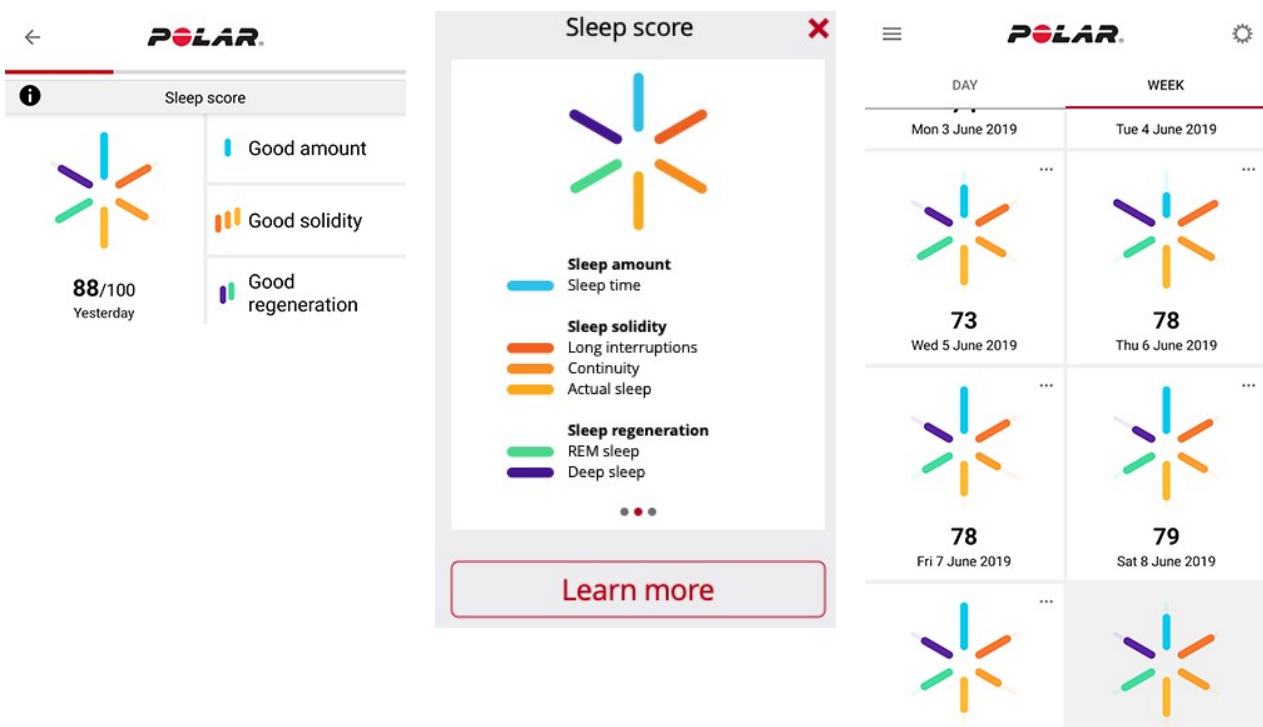 POLAR.
Sleep score
Good amount
Good solidity
Good
regeneration
88/100
Yesterday
Sleep score
Sleep amount
Sleep time
Sleep solidity
Long interruptions
Continuity
Actual sleep
Sleep regeneration
REM sleep
Deep sleep
Learn more
POLAR.
DAY
WEEK
Mon 3 June 2019
Tue 4 June 2019
73
Wed 5 June 2019
78
Thu 6 June 2019
78
Fri 7 June 2019
79
Sat 8 June 2019